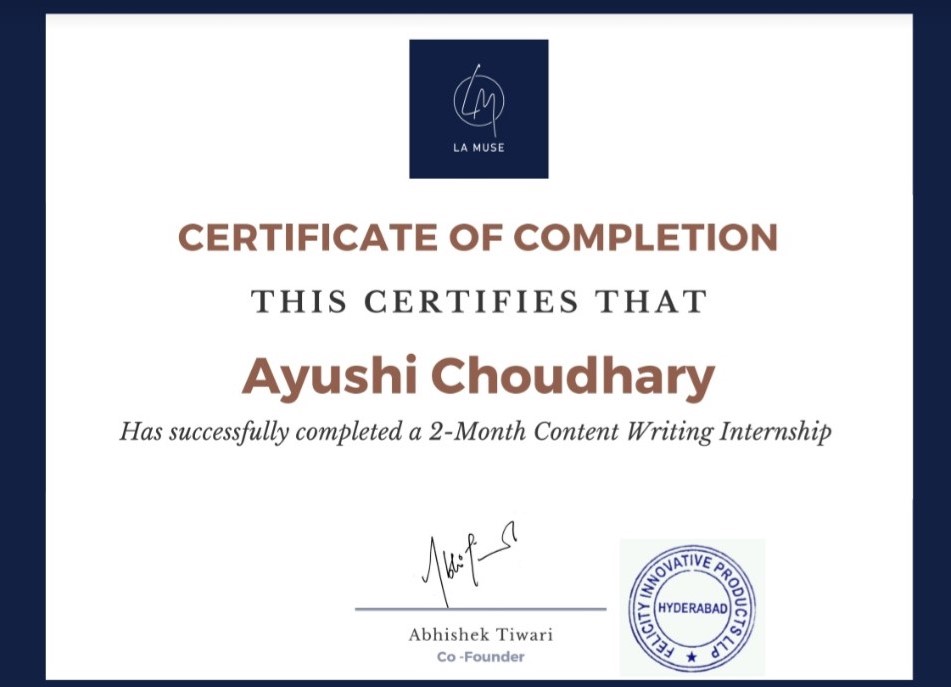 LM
LA MUSE
CERTIFICATE OF COMPLETION
THIS CERTIFIES THAT
Ayushi Choudhary
Has successfully completed a 2-Month Content Writing Internship
Abhishek Tiwari
Co -Founder
FELICITY INNOVATIVE PRODUCTS LLP
HYDERABAD